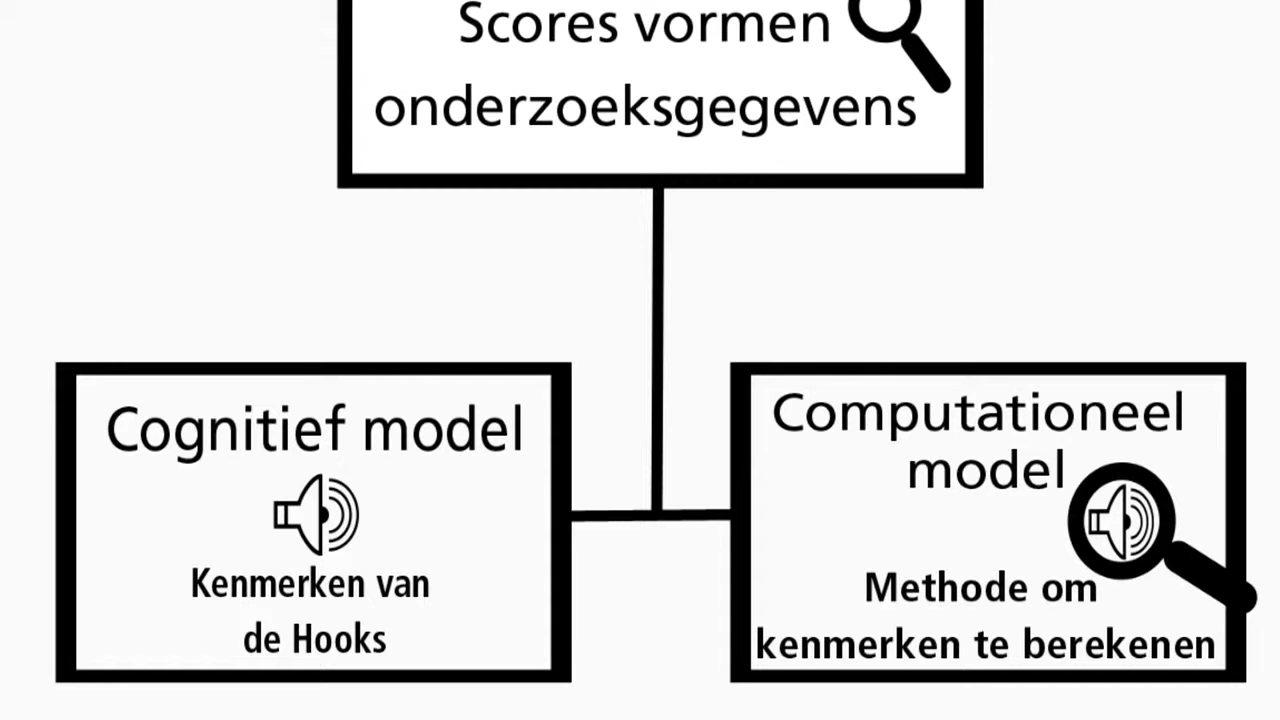 Scores vormen
onderzoeksgegevens
Cognitief model
Kenmerken van
de Hooks
Computationeel
model
Methode om
kenmerken te berekenen